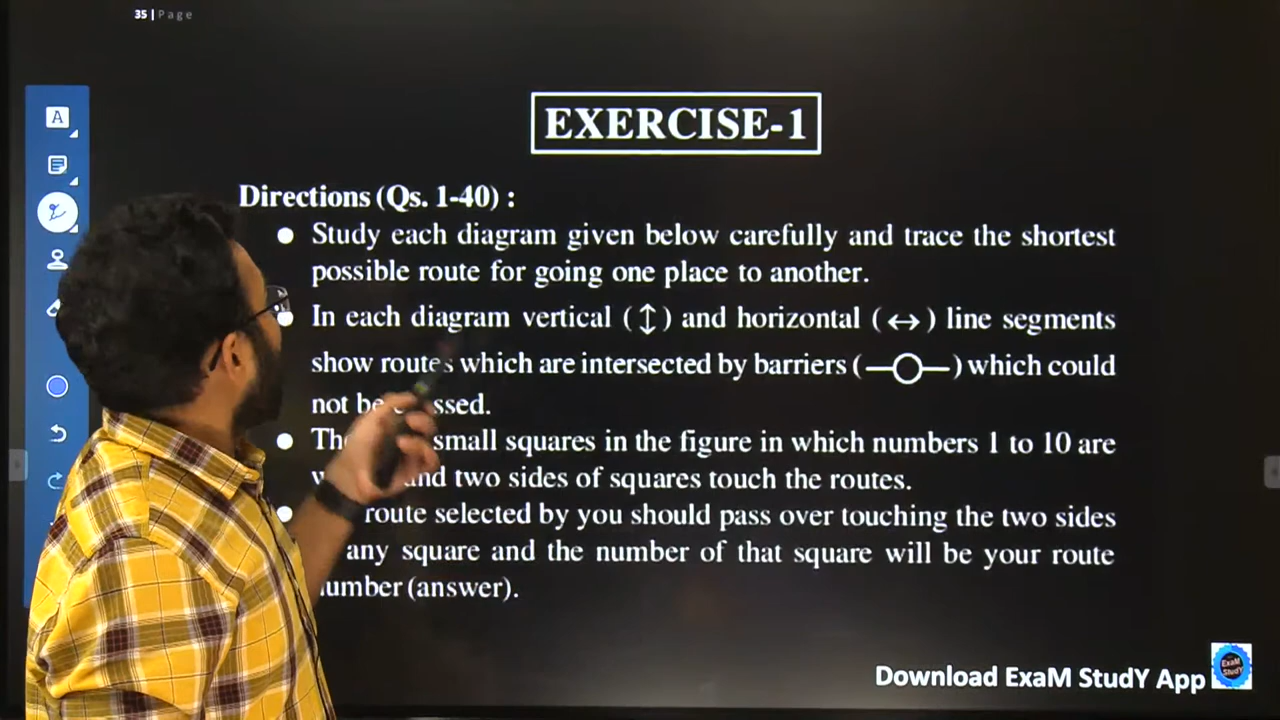 35 | Page
EXERCISE-1
A
Directions (Qs. 1-40) :
● Study each diagram given below carefully and trace the shortest
possible route for going one place to another.
In each diagram vertical (↕) and horizontal (↔) line segments
show routes which are intersected by barriers (—○—) which could
not be
● small squares in the figure in which numbers 1 to 10 are
and two sides of squares touch the routes.
● route selected by you should pass over touching the two sides
any square and the number of that square will be your route
number (answer).
ExaM
StudY
Download ExaM StudY App